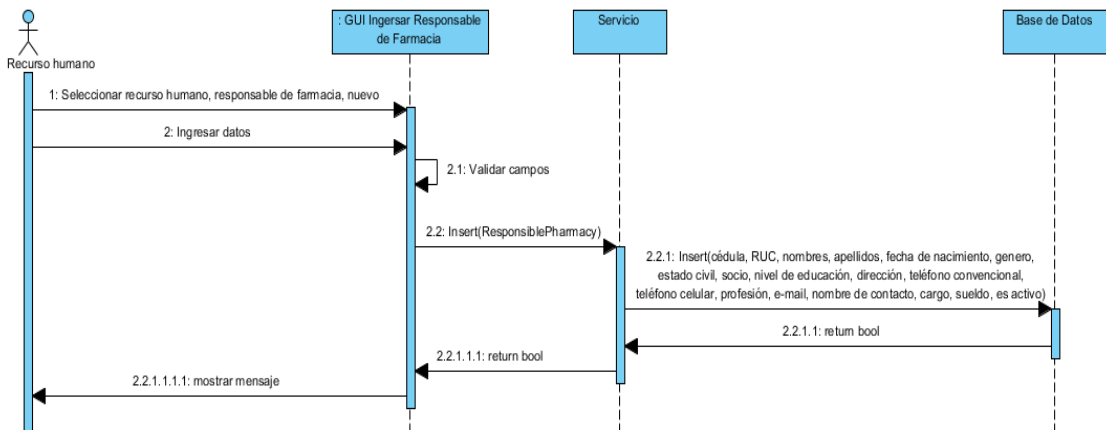 : GUI Ingersar Responsable
de Farmacia
Servicio
Base de Datos
Recurso humano
1: Seleccionar recurso humano, responsable de farmacia, nuevo
2: Ingresar datos
2.1: Validar campos
2.2: Insert(ResponsiblePharmacy)
2.2.1: Insert(cédula, RUC, nombres, apellidos, fecha de nacimiento, genero,
estado civil, socio, nivel de educación, dirección, teléfono convencional,
teléfono celular, profesión, e-mail, nombre de contacto, cargo, sueldo, es activo)
2.2.1.1: return bool
2.2.1.1.1: return bool
2.2.1.1.1.1: mostrar mensaje